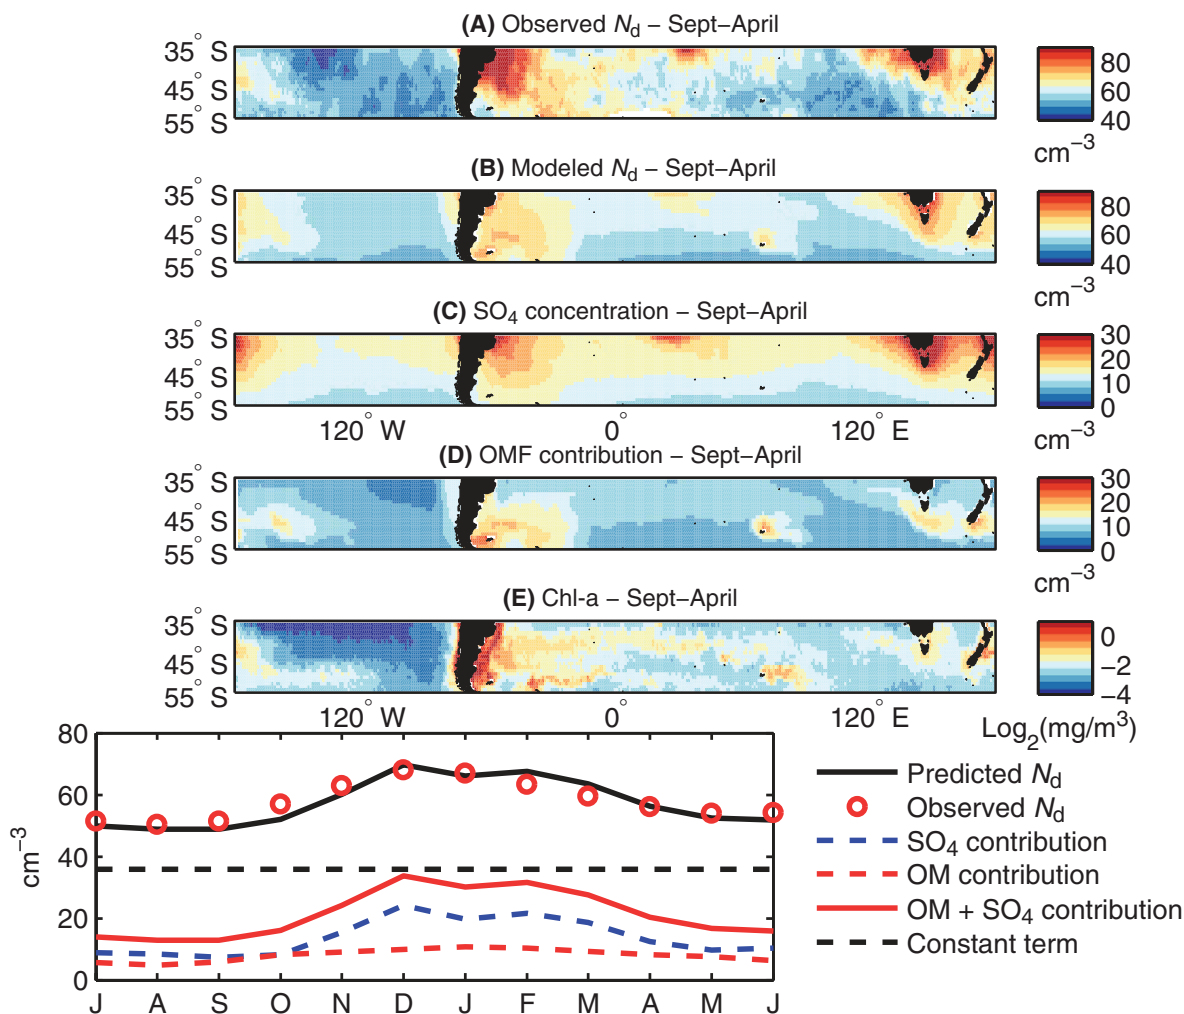 (A) Observed Nd – Sept–April
35° S
45° S
55° S
80
60
40
cm−3
(B) Modeled Nd – Sept–April
35° S
45° S
55° S
80
60
40
cm−3
(C) SO4 concentration – Sept–April
35° S
45° S
55° S
30
20
10
0
120° W
0°
120° E
cm−3
(D) OMF contribution – Sept–April
35° S
45° S
55° S
30
20
10
0
cm−3
(E) Chl-a – Sept–April
35° S
45° S
55° S
0
−2
−4
120° W
0°
120° E
Log2(mg/m3)
80
60
40
20
0
cm−3
J A S O N D J F M A M J
Predicted Nd
Observed Nd
SO4 contribution
OM contribution
OM + SO4 contribution
Constant term